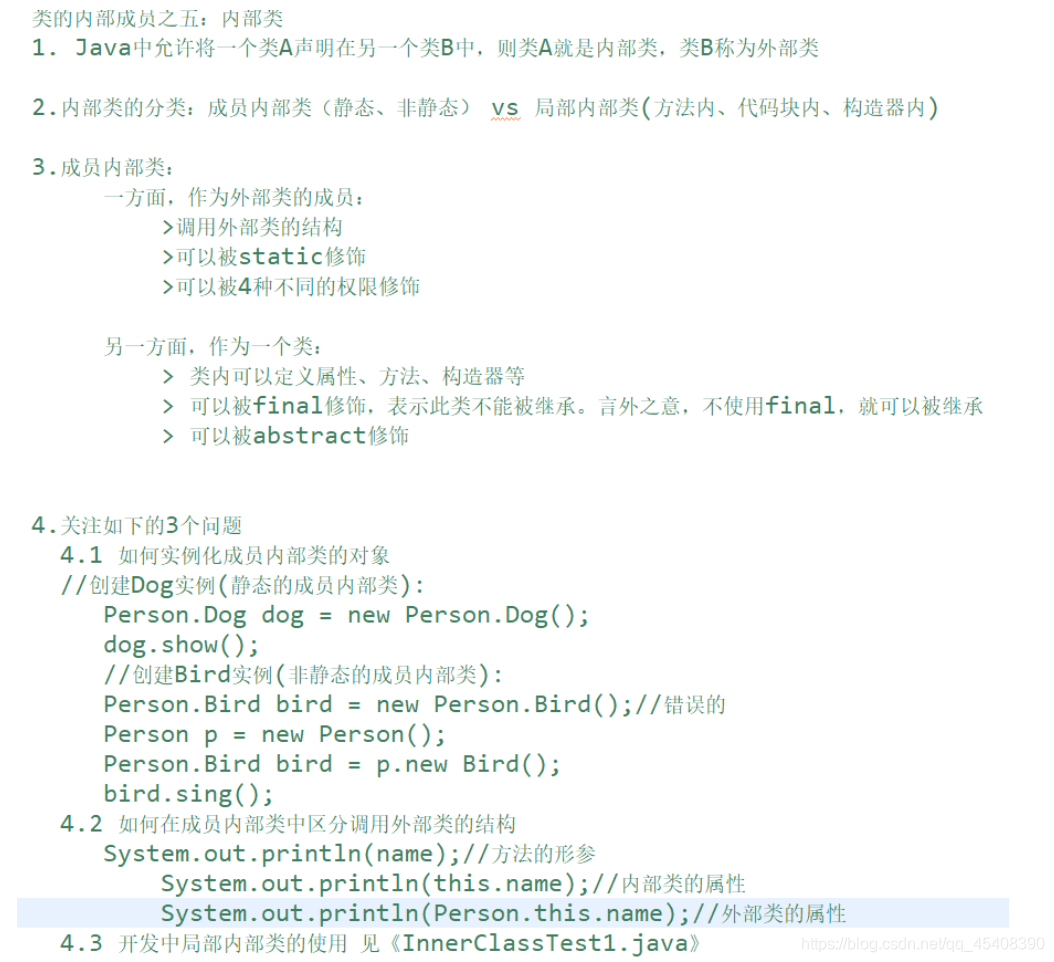 类的内部成员之五：内部类
1. Java中允许将一个类A声明在另一个类B中，则类A就是内部类，类B称为外部类
2.内部类的分类：成员内部类（静态、非静态） vs 局部内部类(方法内、代码块内、构造器内)
3.成员内部类：
一方面，作为外部类的成员：
>调用外部类的结构
>可以被static修饰
>可以被4种不同的权限修饰
另一方面，作为一个类：
> 类内可以定义属性、方法、构造器等
> 可以被final修饰，表示此类不能被继承。言外之意，不使用final，就可以被继承
> 可以被abstract修饰
4.关注如下的3个问题
4.1 如何实例化成员内部类的对象
//创建Dog实例(静态的成员内部类):
Person.Dog dog = new Person.Dog();
dog.show();
//创建Bird实例(非静态的成员内部类):
Person.Bird bird = new Person.Bird();//错误的
Person p = new Person();
Person.Bird bird = p.new Bird();
bird.sing();
4.2 如何在成员内部类中区分调用外部类的结构
System.out.println(name);//方法的形参
System.out.println(this.name);//内部类的属性
System.out.println(Person.this.name);//外部类的属性
4.3 开发中局部内部类的使用 见《InnerClassTest1.java》
https://blog.csdn.net/qq_45408390